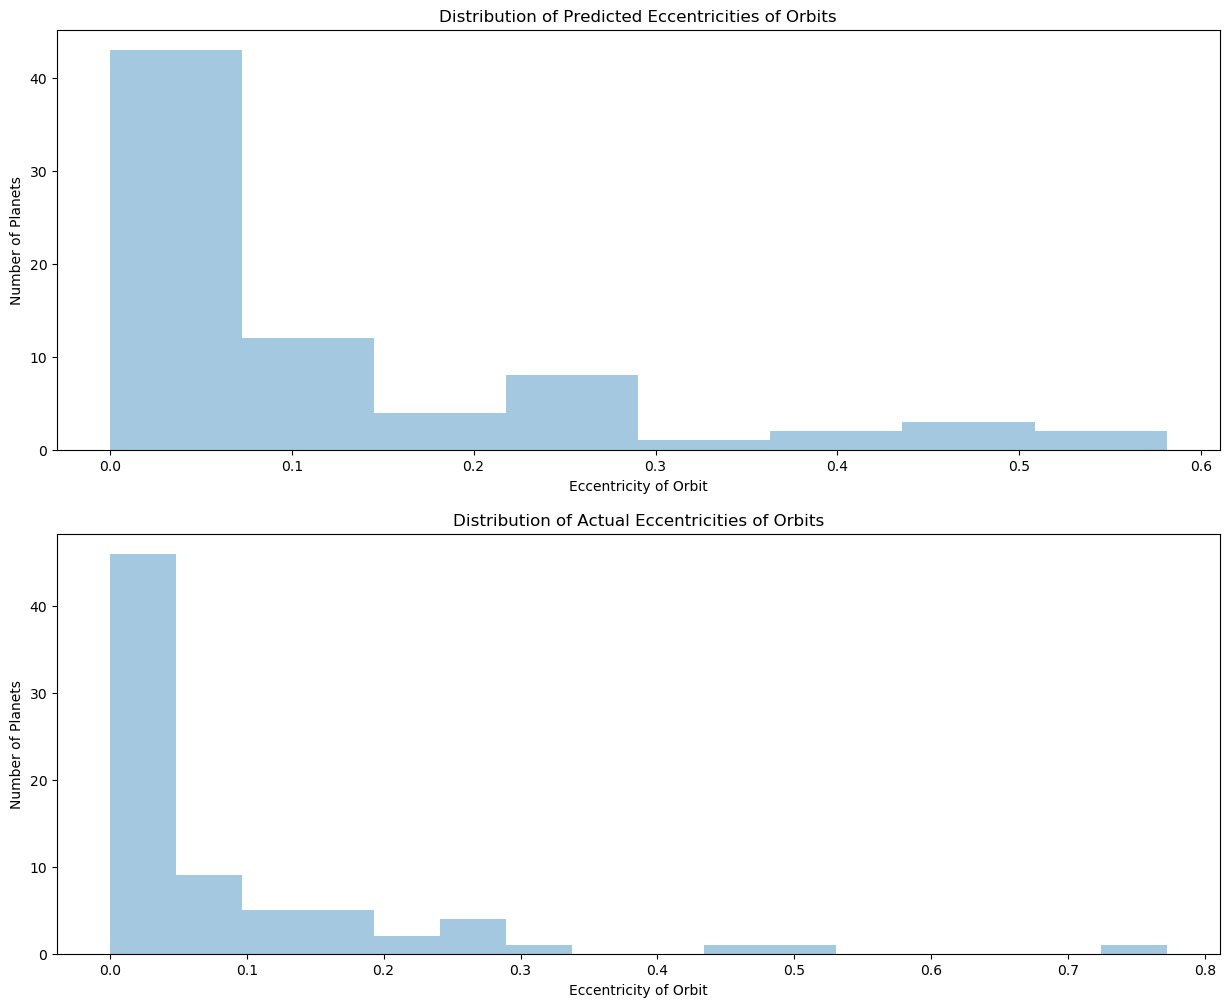 Distribution of Predicted Eccentricities of Orbits
40
30
20
10
0
Number of Planets
0.0 0.1 0.2 0.3 0.4 0.5 0.6
Eccentricity of Orbit
Distribution of Actual Eccentricities of Orbits
40
30
20
10
0
Number of Planets
0.0 0.1 0.2 0.3 0.4 0.5 0.6 0.7 0.8
Eccentricity of Orbit